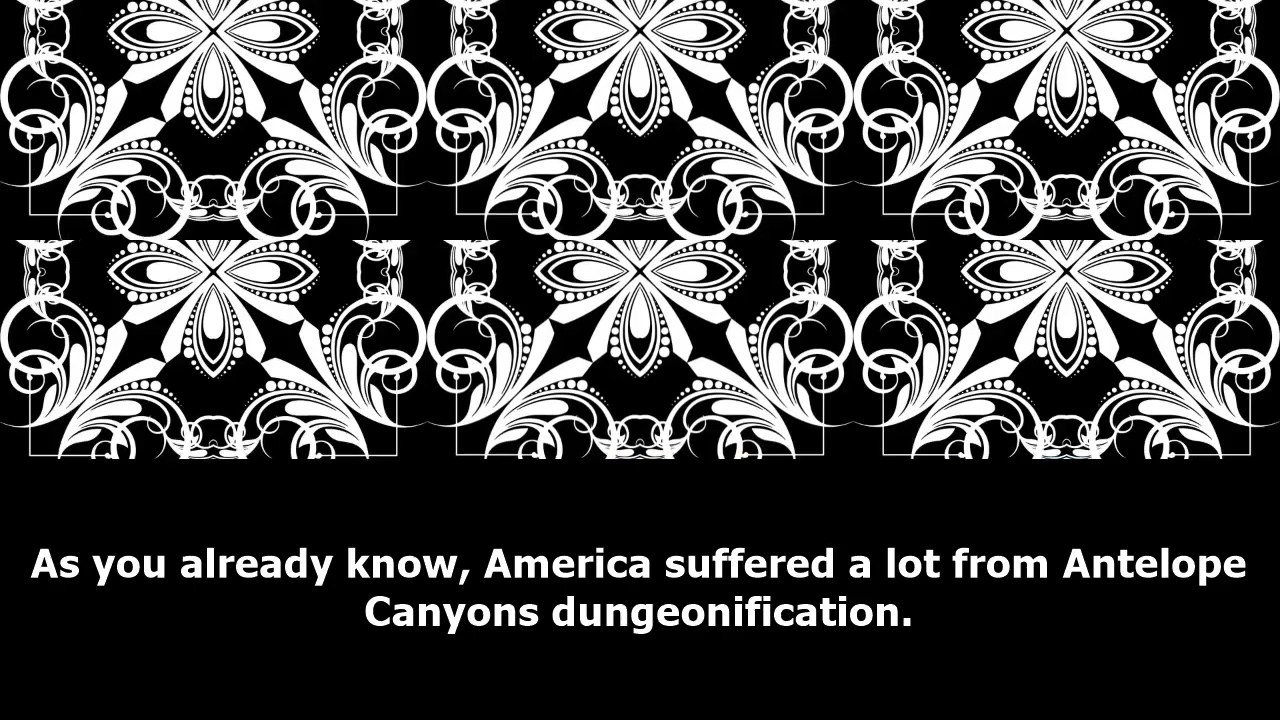 As you already know, America suffered a lot from Antelope
Canyons dungeonification.